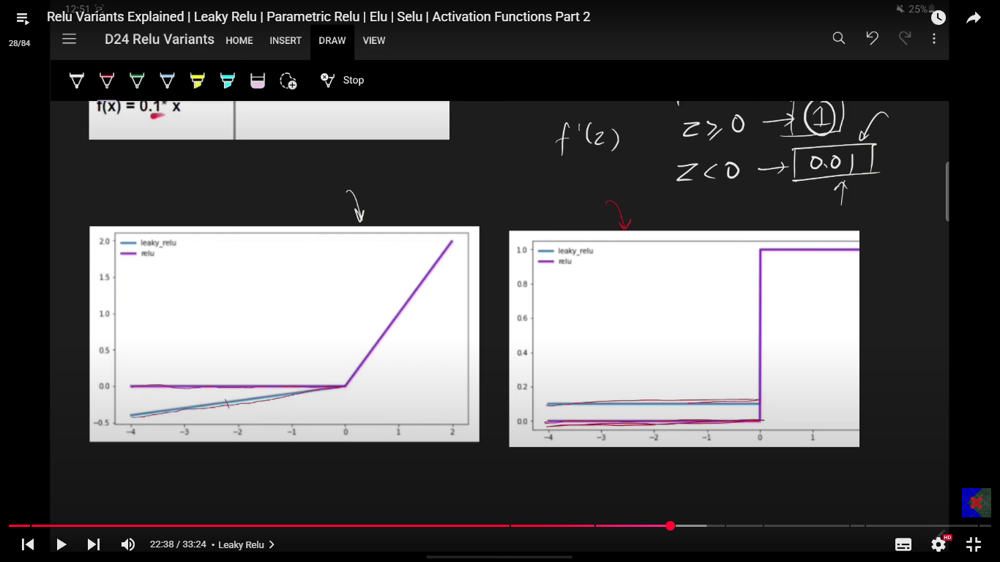 12:51
25%
Relu Variants Explained | Leaky Relu | Parametric Relu | Elu | Selu | Activation Functions Part 2
28/84
D24 Relu Variants
HOME
INSERT
DRAW
VIEW
Stop
f(x) = 0.1* x
f'(z)
z ⩾ 0 → 1
z < 0 → 0.01
leaky_relu
relu
2.0
1.5
1.0
0.5
0.0
−0.5
−4 −3 −2 −1 0 1 2
leaky_relu
relu
1.0
0.8
0.6
0.4
0.2
0.0
−4 −3 −2 −1 0 1
22:38 / 33:24 • Leaky Relu
HD